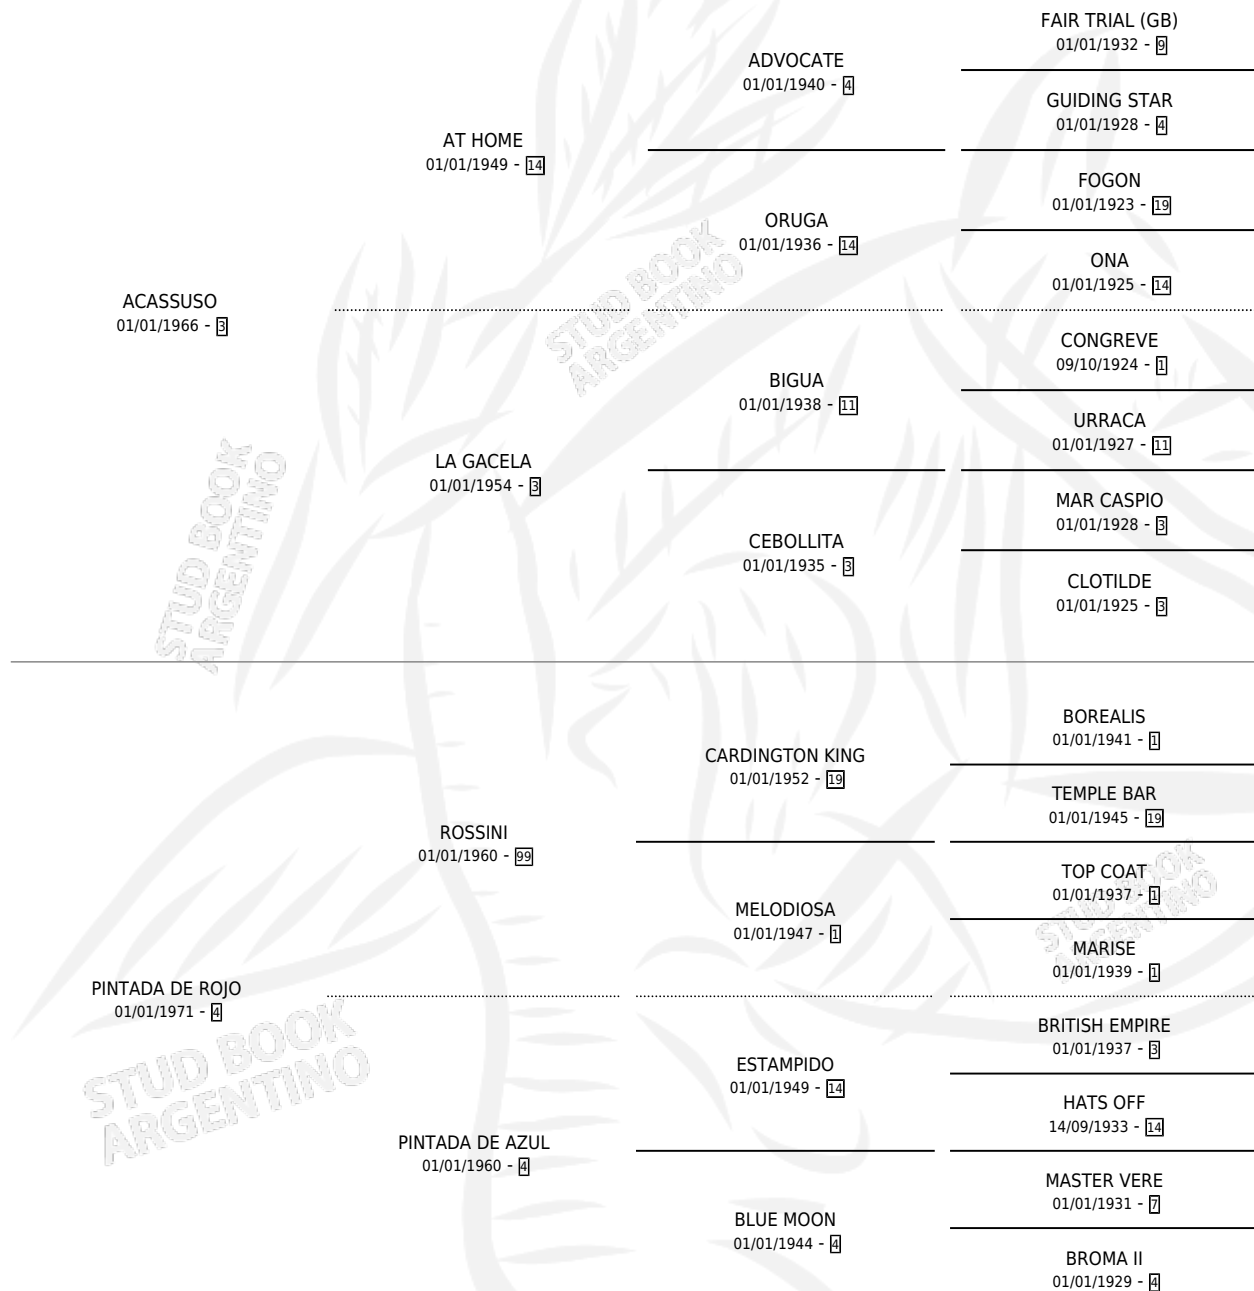 FAIR TRIAL (GB)
01/01/1932 - 9
ADVOCATE
01/01/1940 - 4
GUIDING STAR
01/01/1928 - 4
AT HOME
01/01/1949 - 14
FOGON
01/01/1923 - 19
ORUGA
01/01/1936 - 14
ONA
01/01/1925 - 14
ACASSUSO
01/01/1966 - 3
CONGREVE
09/10/1924 - 1
BIGUA
01/01/1938 - 11
URRACA
01/01/1927 - 11
LA GACELA
01/01/1954 - 3
MAR CASPIO
01/01/1928 - 3
CEBOLLITA
01/01/1935 - 3
CLOTILDE
01/01/1925 - 3
BOREALIS
01/01/1941 - 1
CARDINGTON KING
01/01/1952 - 19
TEMPLE BAR
01/01/1945 - 19
ROSSINI
01/01/1960 - 99
TOP COAT
01/01/1937 - 1
MELODIOSA
01/01/1947 - 1
MARISE
01/01/1939 - 1
PINTADA DE ROJO
01/01/1971 - 4
BRITISH EMPIRE
01/01/1937 - 3
ESTAMPIDO
01/01/1949 - 14
HATS OFF
14/09/1933 - 14
PINTADA DE AZUL
01/01/1960 - 4
MASTER VERE
01/01/1931 - 7
BLUE MOON
01/01/1944 - 4
BROMA II
01/01/1929 - 4
STUD BOOK
ARGENTINO
STUD BOOK
ARGENTINO
STUD BOOK
ARGENTINO
STUD BOOK
ARGENTINO